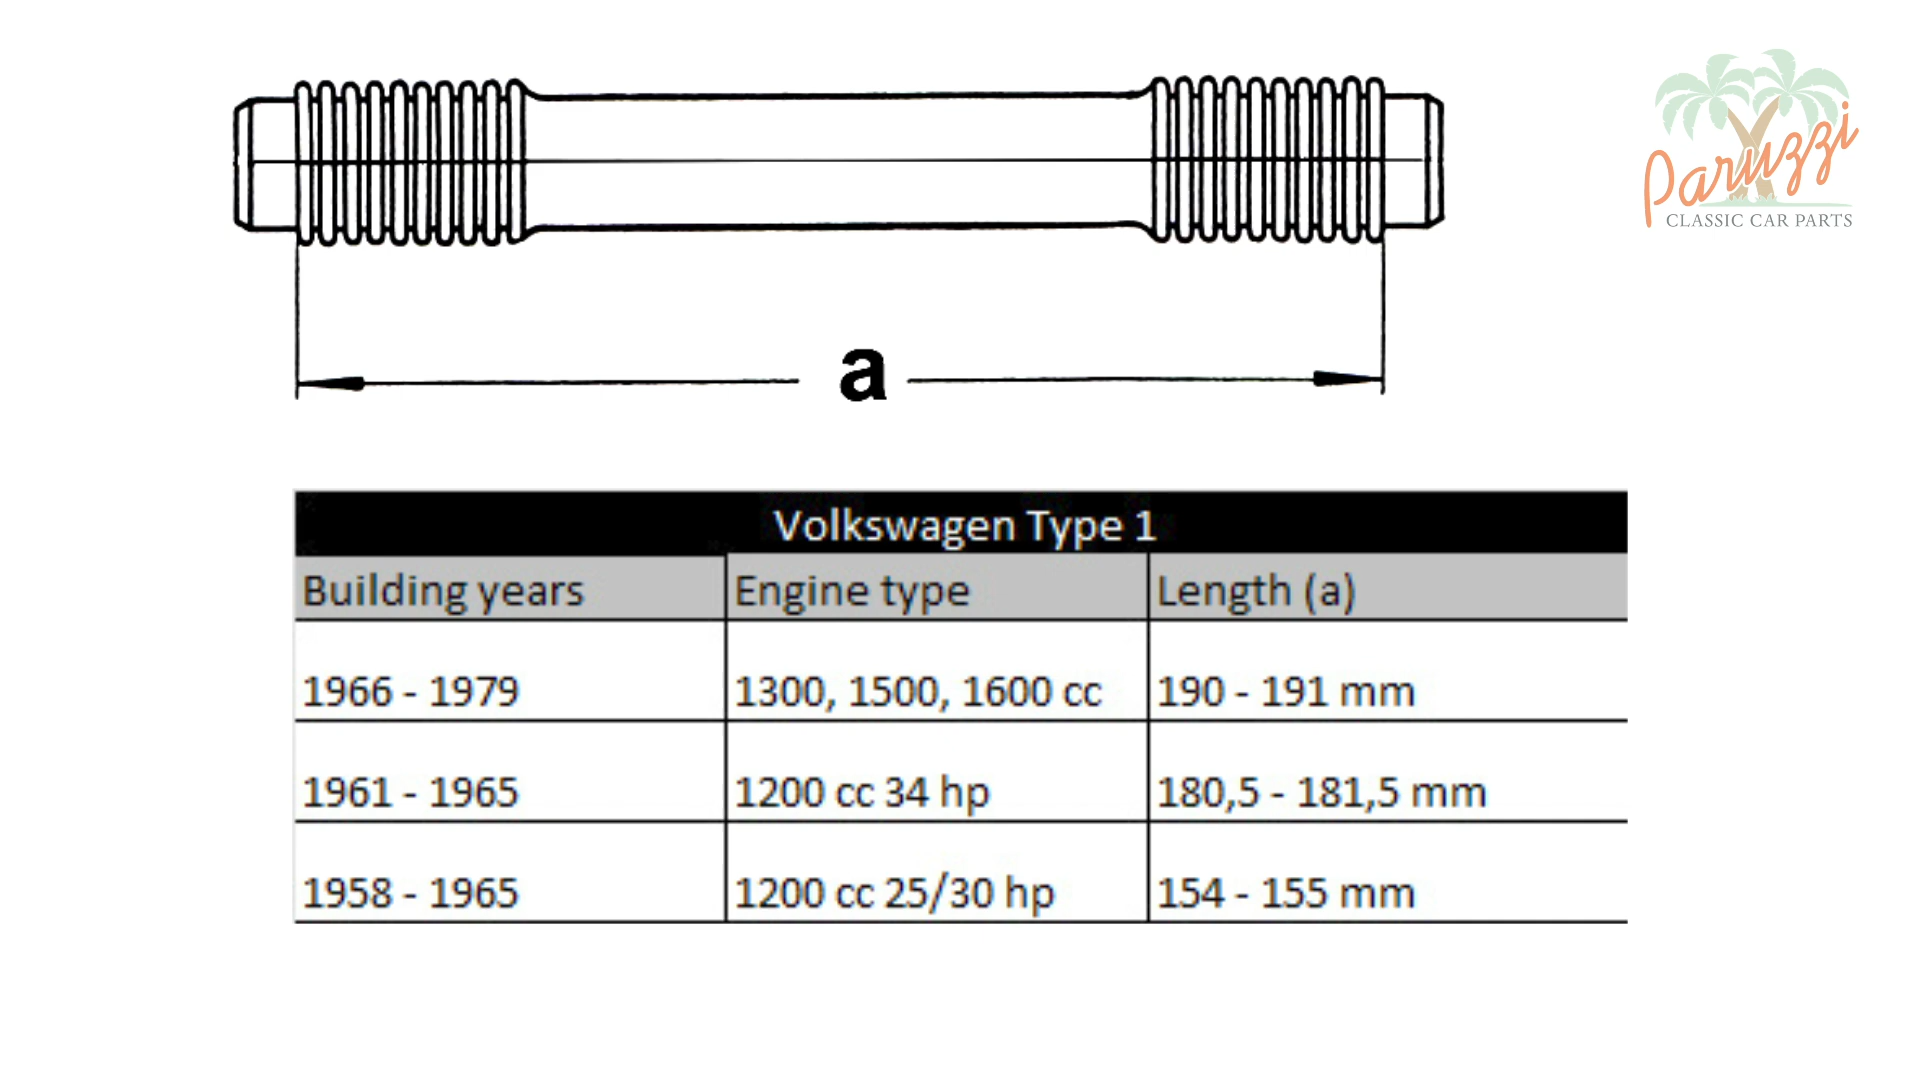 Paruzzi
CLASSIC CAR PARTS
a
Volkswagen Type 1
Building years Engine type Length (a)
1966 - 1979 1300, 1500, 1600 cc 190 - 191 mm
1961 - 1965 1200 cc 34 hp 180,5 - 181,5 mm
1958 - 1965 1200 cc 25/30 hp 154 - 155 mm